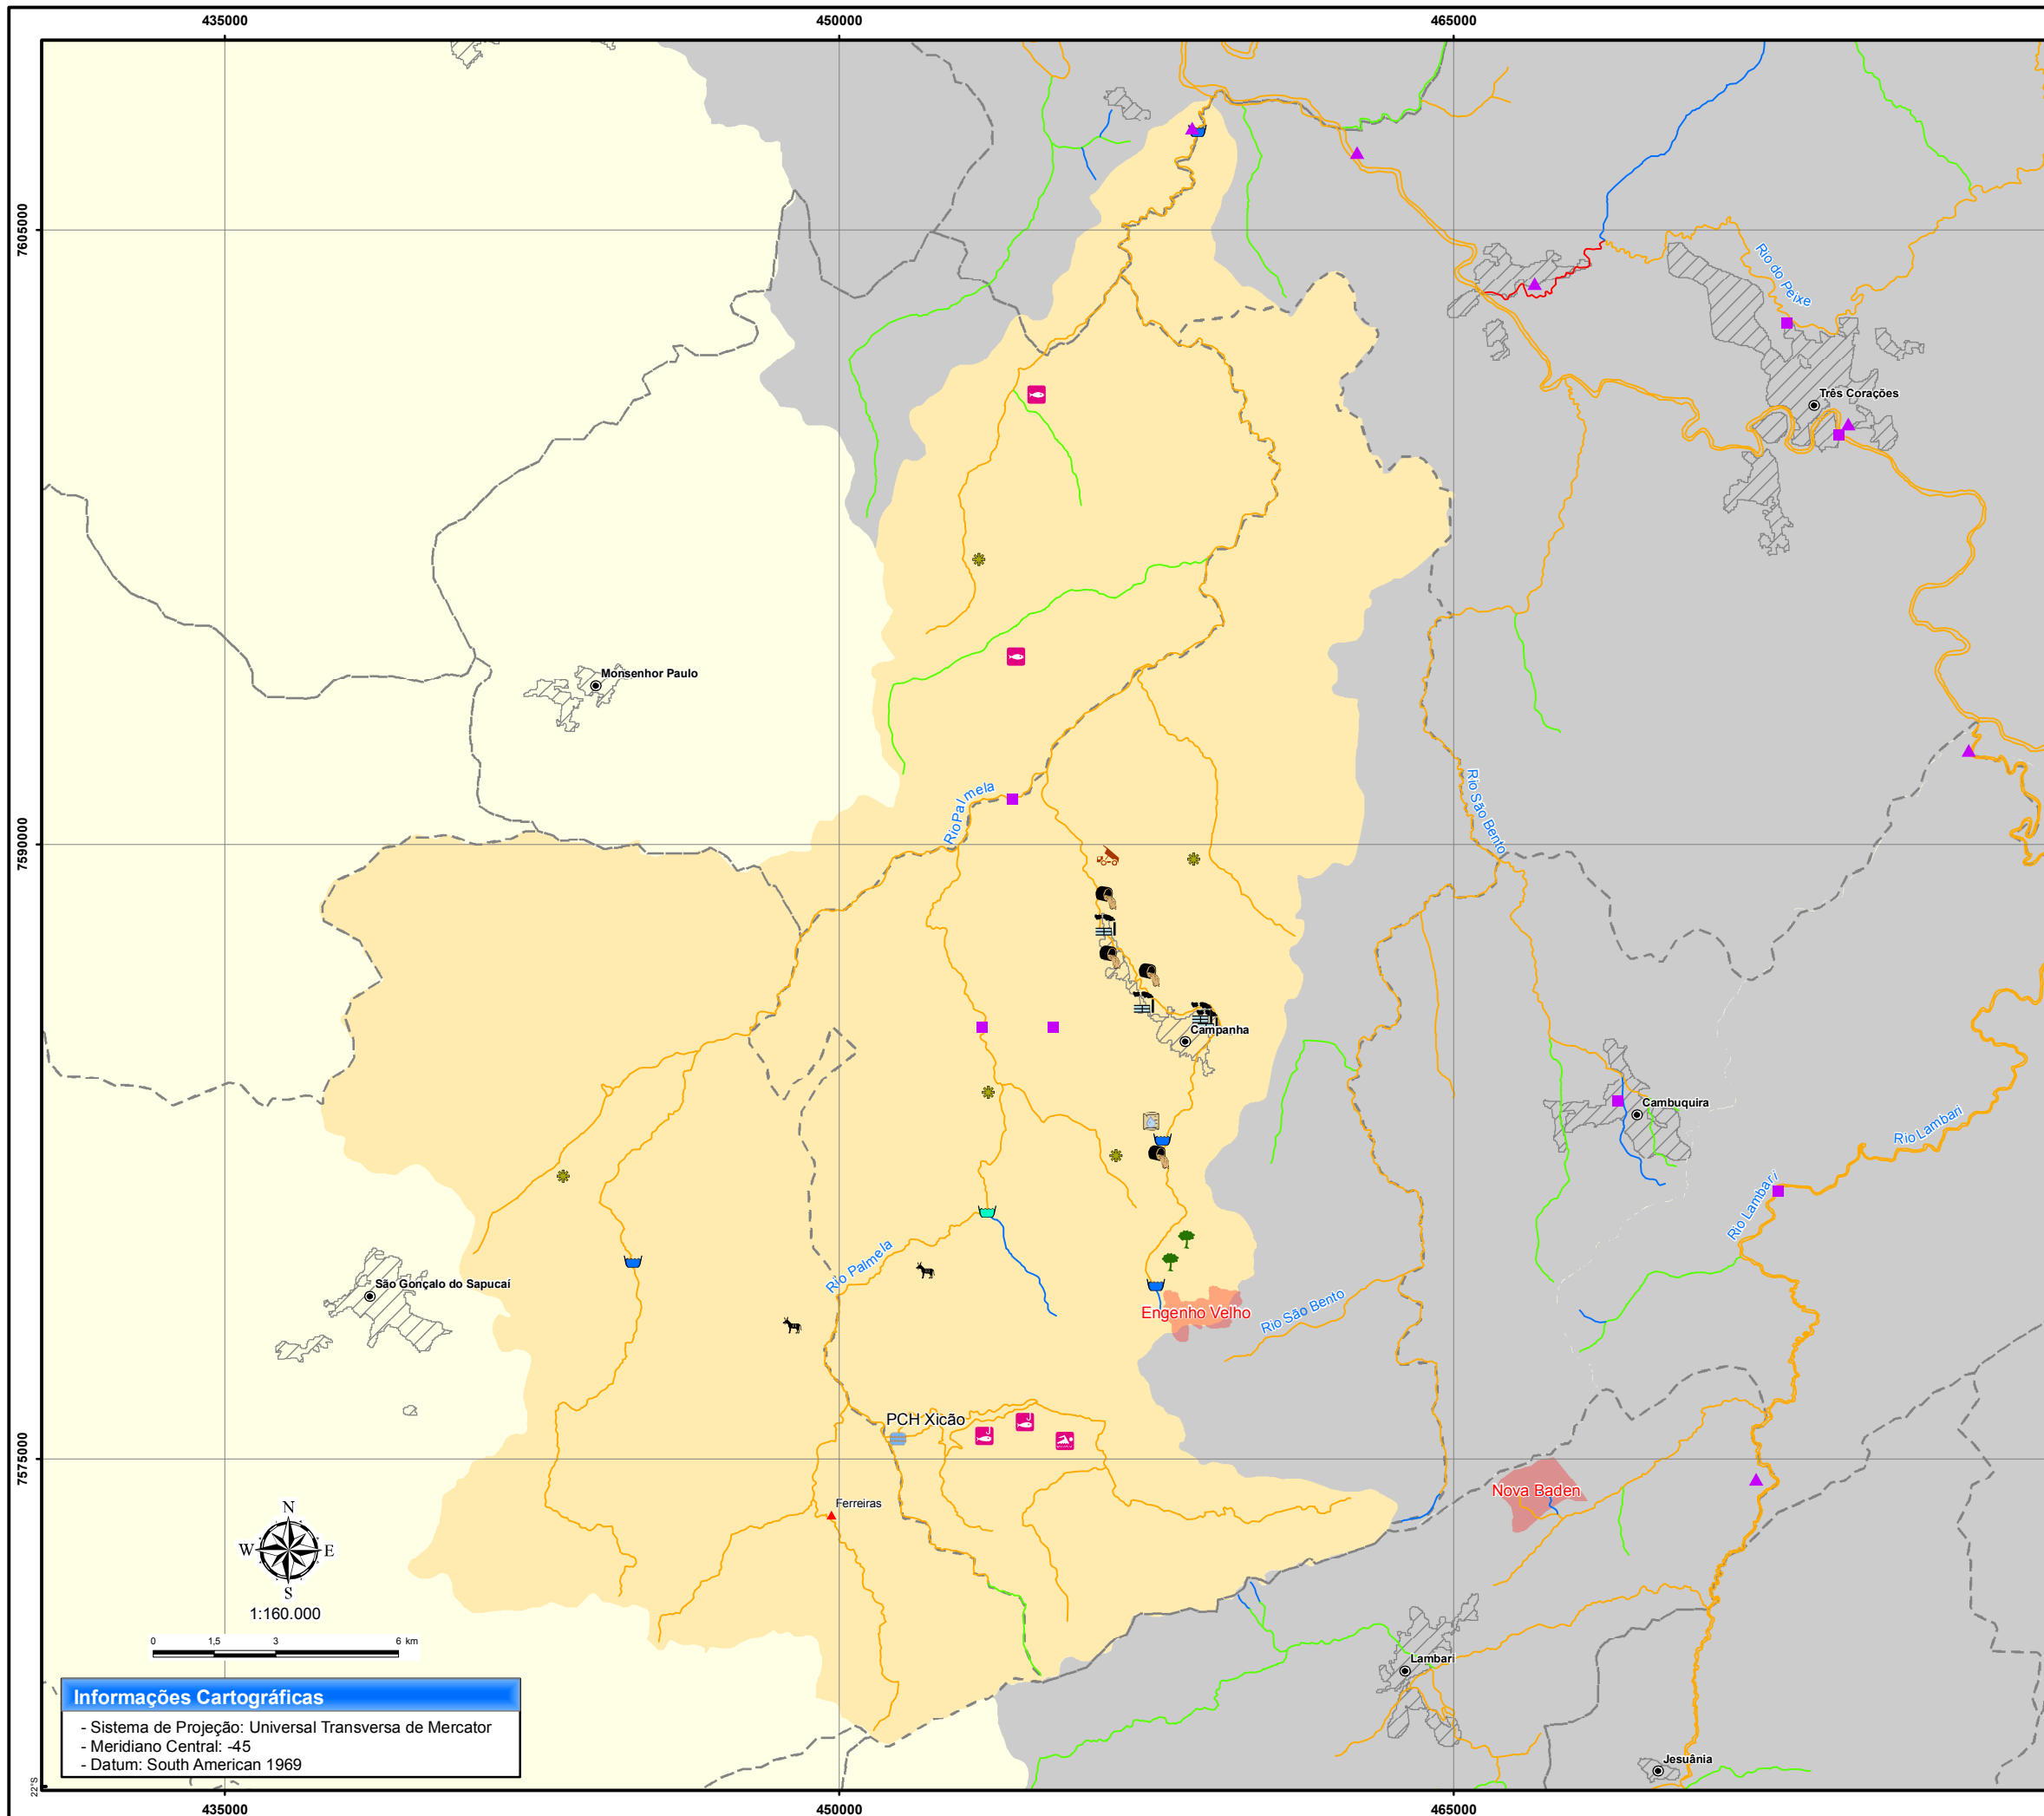 435000
450000
465000
7605000
7590000
7575000
Rio do Peixe
Três Corações
Monsenhor Paulo
Rio Palmela
Rio São Bento
Campanha
Cambuquira
Rio Lambari
Rio Lambari
Rio Palmela
São Gonçalo do Sapucaí
Engenho Velho
Rio São Bento
PCH Xicão
Nova Baden
Ferreiras
N
W
E
S
1:160.000
0 1,5 3 6 km
Lambari
Jesuânia
Informações Cartográficas
- Sistema de Projeção: Universal Transversa de Mercator
- Meridiano Central: -45
- Datum: South American 1969
22°S
435000
450000
465000